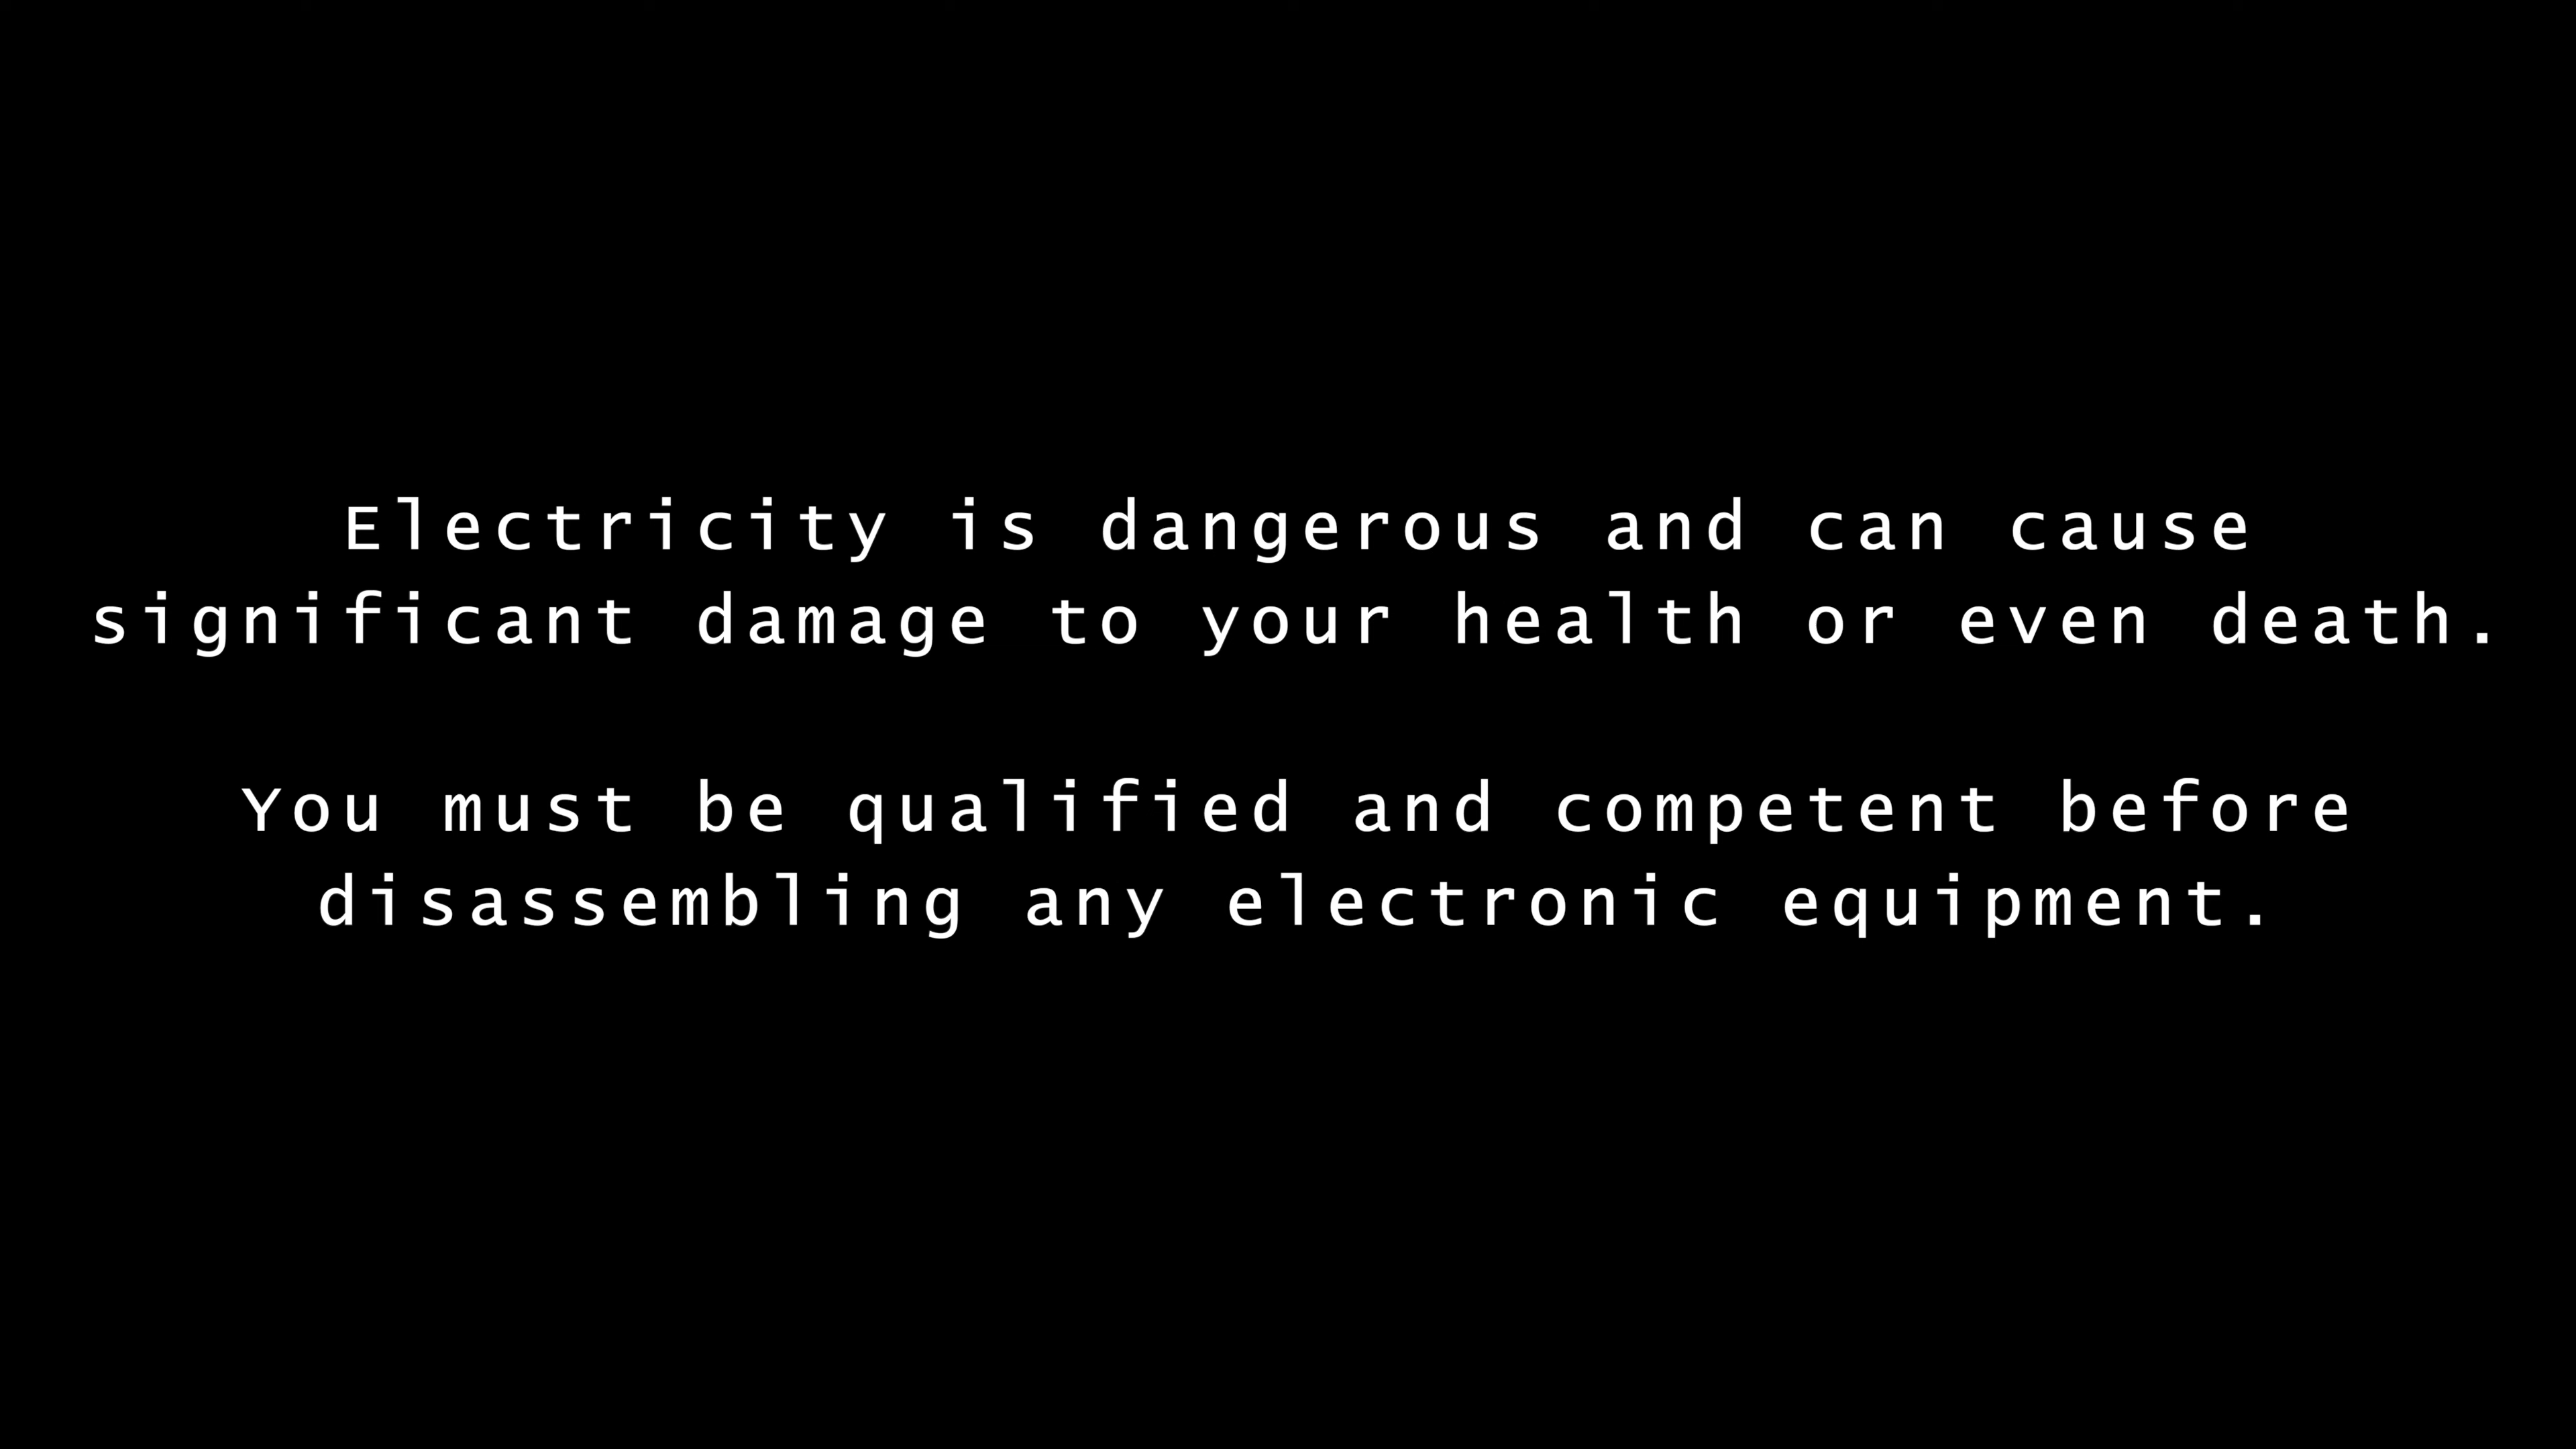 Electricity is dangerous and can cause
significant damage to your health or even death.
You must be qualified and competent before
disassembling any electronic equipment.